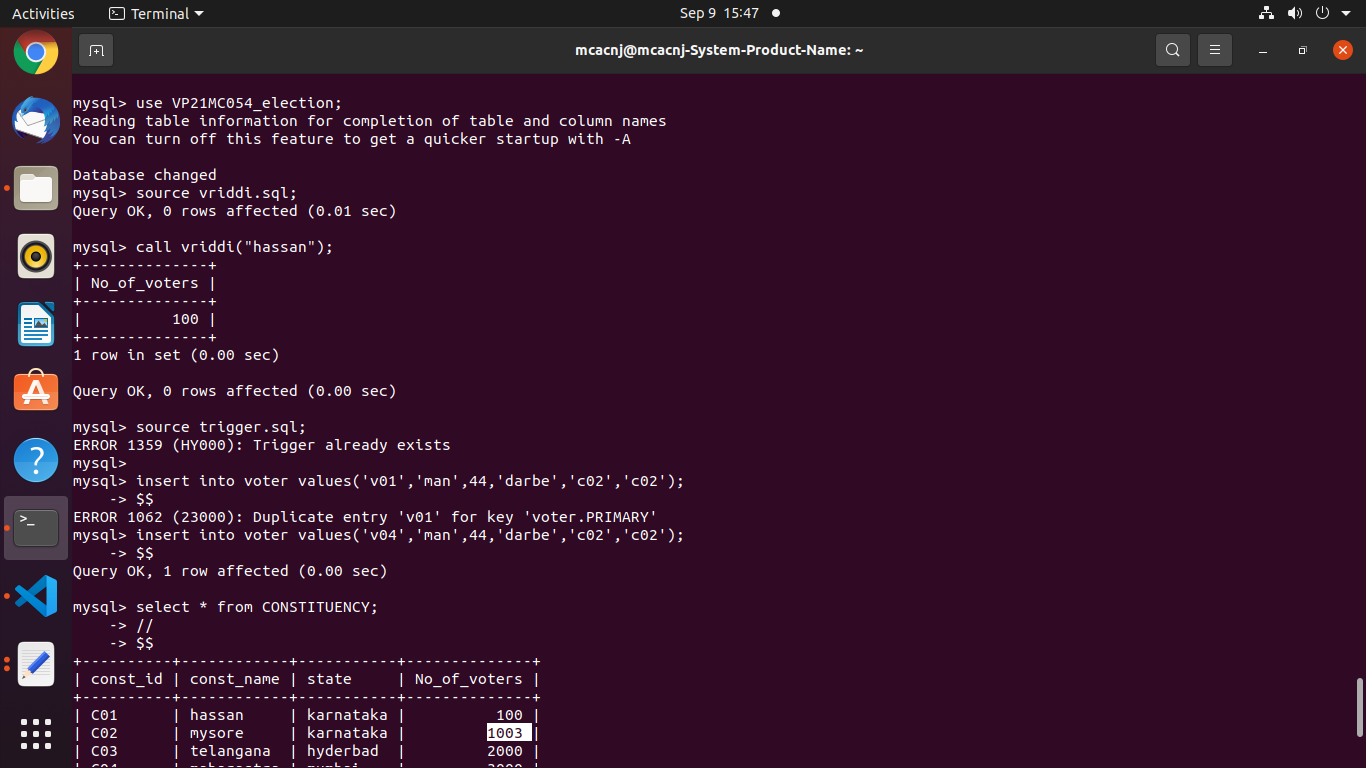 Activities Terminal Sep 9 15:47
mcacnj@mcacnj-System-Product-Name: ~
mysql> use VP21MC054_election;
Reading table information for completion of table and column names
You can turn off this feature to get a quicker startup with -A
Database changed
mysql> source vriddi.sql;
Query OK, 0 rows affected (0.01 sec)
mysql> call vriddi("hassan");
+--------------+
| No_of_voters |
+--------------+
|          100 |
+--------------+
1 row in set (0.00 sec)
Query OK, 0 rows affected (0.00 sec)
mysql> source trigger.sql;
ERROR 1359 (HY000): Trigger already exists
mysql>
mysql> insert into voter values('v01','man',44,'darbe','c02','c02');
    -> $$
ERROR 1062 (23000): Duplicate entry 'v01' for key 'voter.PRIMARY'
mysql> insert into voter values('v04','man',44,'darbe','c02','c02');
    -> $$
Query OK, 1 row affected (0.00 sec)
mysql> select * from CONSTITUENCY;
    -> //
    -> $$
+----------+------------+-----------+--------------+
| const_id | const_name | state     | No_of_voters |
+----------+------------+-----------+--------------+
| C01      | hassan     | karnataka |          100 |
| C02      | mysore     | karnataka |         1003 |
| C03      | telangana  | hyderbad  |         2000 |